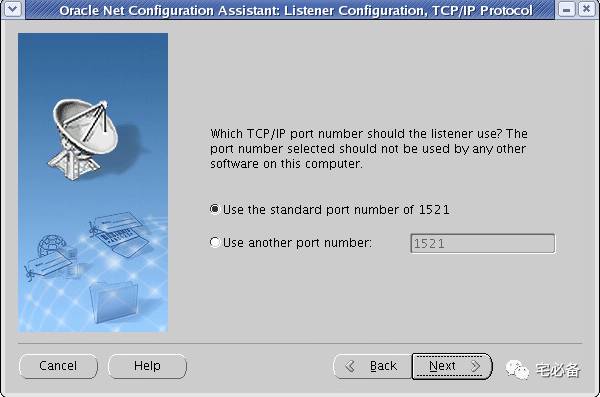 Oracle Net Configuration Assistant: Listener Configuration, TCP/IP Protocol
Which TCP/IP port number should the listener use? The
port number selected should not be used by any other
software on this computer.
Use the standard port number of 1521
Use another port number: 1521
Cancel Help Back Next
宅必备